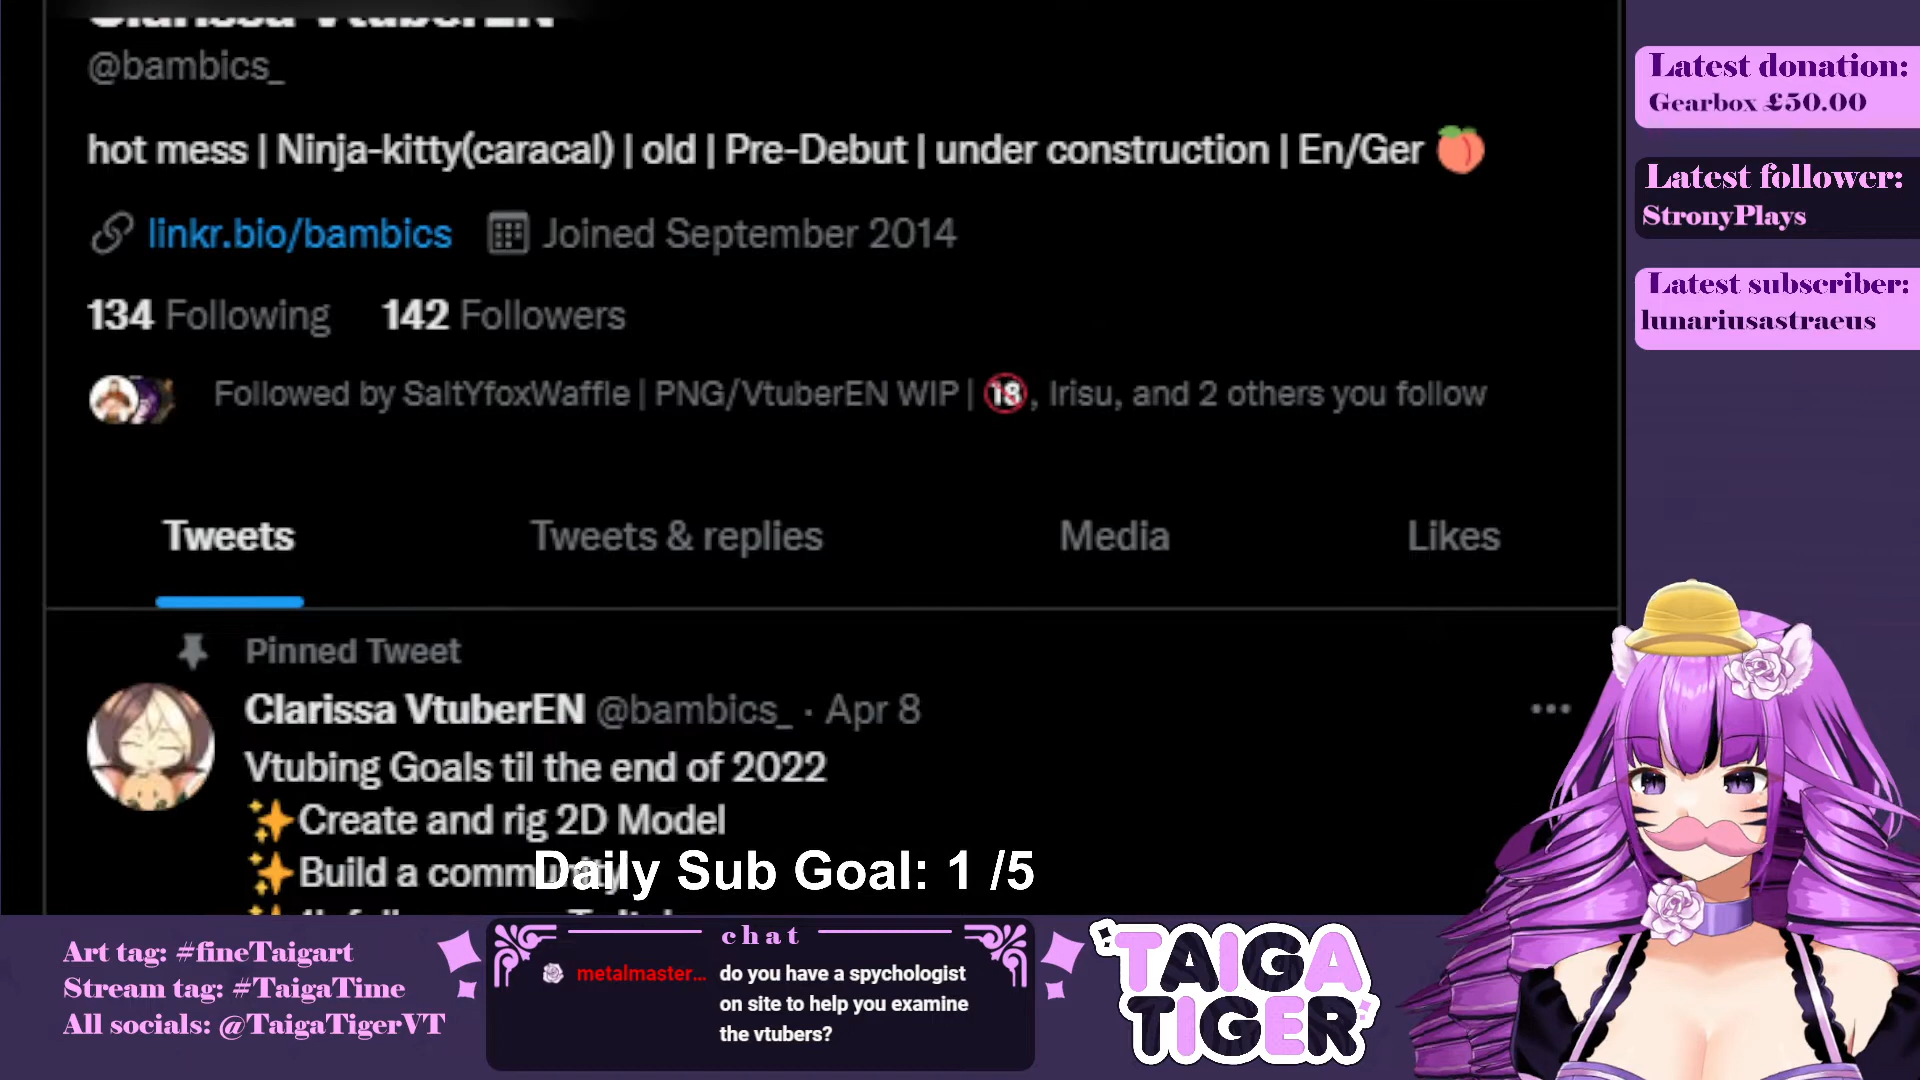 Clarissa VtuberEN
@bambics_
hot mess | Ninja-kitty(caracal) | old | Pre-Debut | under construction | En/Ger 🍑
linkr.bio/bambics Joined September 2014
134 Following 142 Followers
Followed by SaltYfoxWaffle | PNG/VtuberEN WIP | 🔞, Irisu, and 2 others you follow
Tweets Tweets & replies Media Likes
Pinned Tweet
Clarissa VtuberEN @bambics_ · Apr 8
Vtubing Goals til the end of 2022
✨Create and rig 2D Model
✨Build a community
Daily Sub Goal: 1 /5
Latest donation:
Gearbox £50.00
Latest follower:
StronyPlays
Latest subscriber:
lunariusastraeus
Art tag: #fineTaigart
Stream tag: #TaigaTime
All socials: @TaigaTigerVT
chat
metalmaster... do you have a spychologist
on site to help you examine
the vtubers?
TAIGA
TIGER